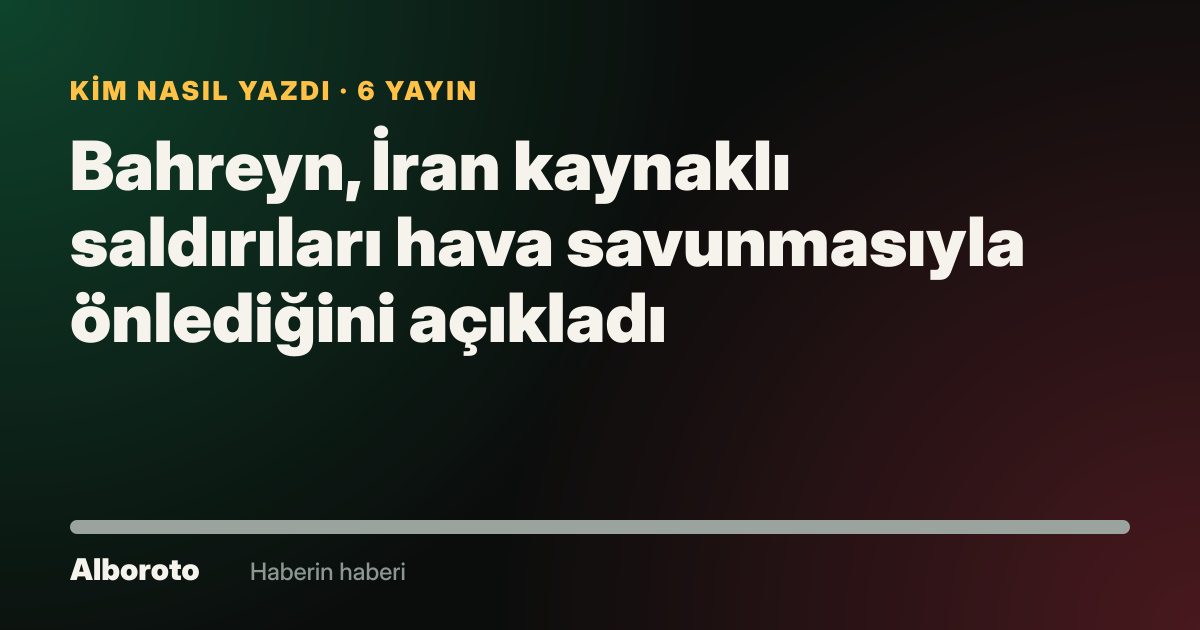 KİM NASIL YAZDI · 6 YAYIN
Bahreyn, İran kaynaklı
saldırıları hava savunmasıyla
önlediğini açıkladı
Alboroto
Haberin haberi